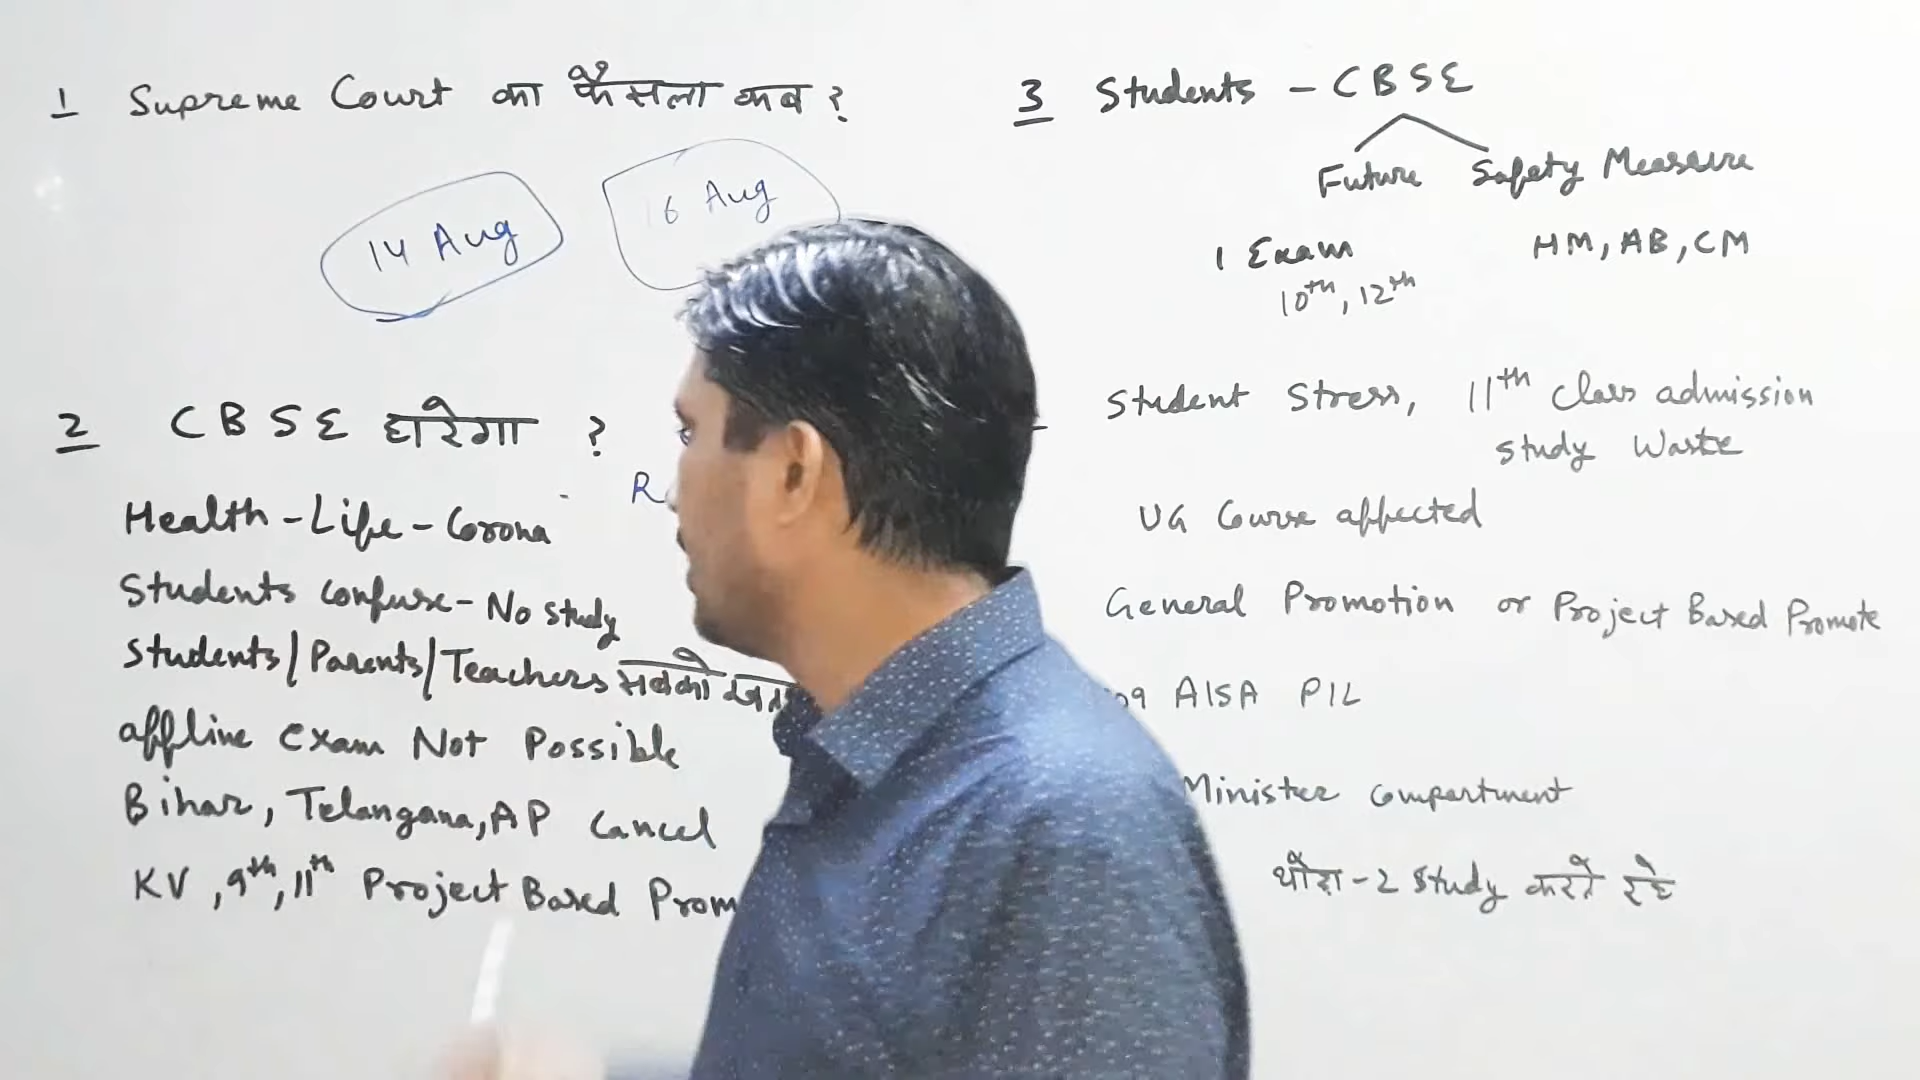 1 Supreme Court का फैसला कब ?
14 Aug
6 Aug
2 CBSE हारेगा ?
Health - Life - Corona
R
Students confuse - No study
Students/Parents/Teachers सबको
offline exam Not Possible
Bihar, Telangana, AP Cancel
KV, 9th, 11th Project Based Prom
3 Students - CBSE
Future Safety Measure
1 Exam HM, AB, CM
10th, 12th
Student Stress, 11th Class admission
study Waste
UG Course affected
General Promotion or Project Based Promote
09 AISA PIL
Minister Compartment
थोड़ा - 2 study करते रहे